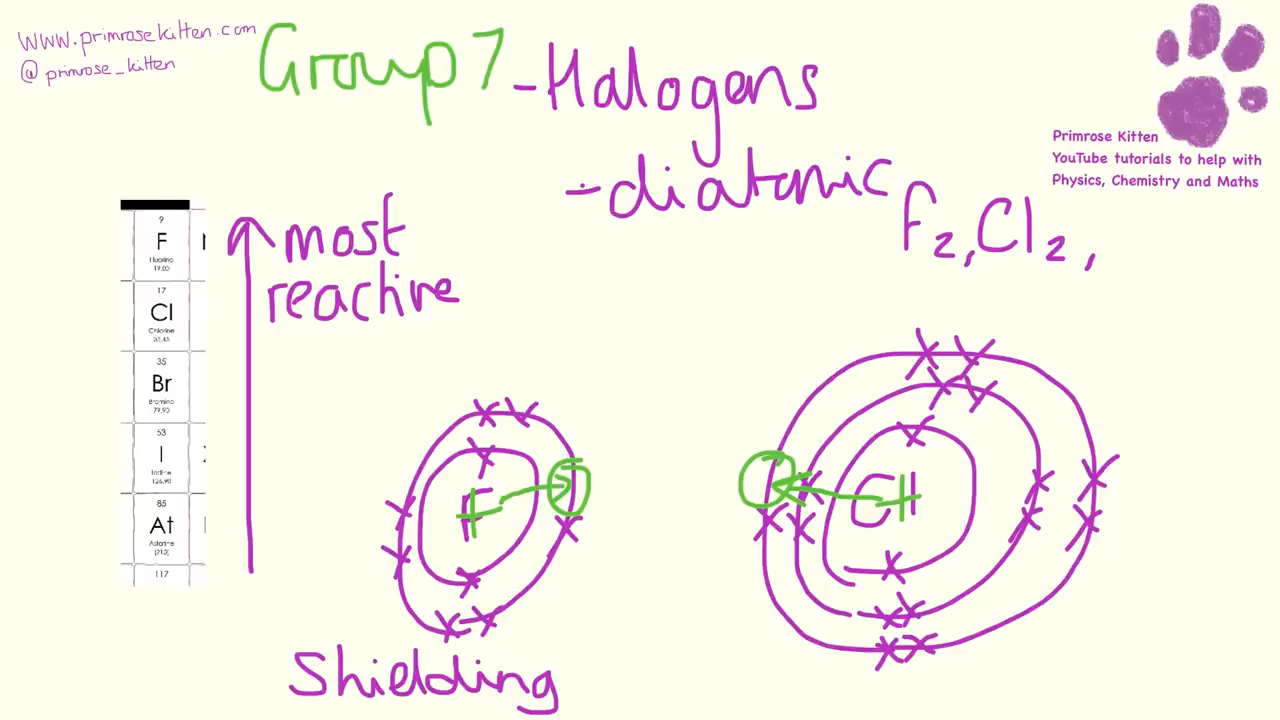 www.primrosekitten.com
@primrose_kitten
Group 7 - Halogens
- diatomic
F2, Cl2,
Primrose Kitten
YouTube tutorials to help with
Physics, Chemistry and Maths
most
reactive
9
F
Fluorine
19.00
17
Cl
Chlorine
35.45
35
Br
Bromine
79.90
53
I
Iodine
126.90
85
At
Astatine
[210]
117
F
Cl
Shielding